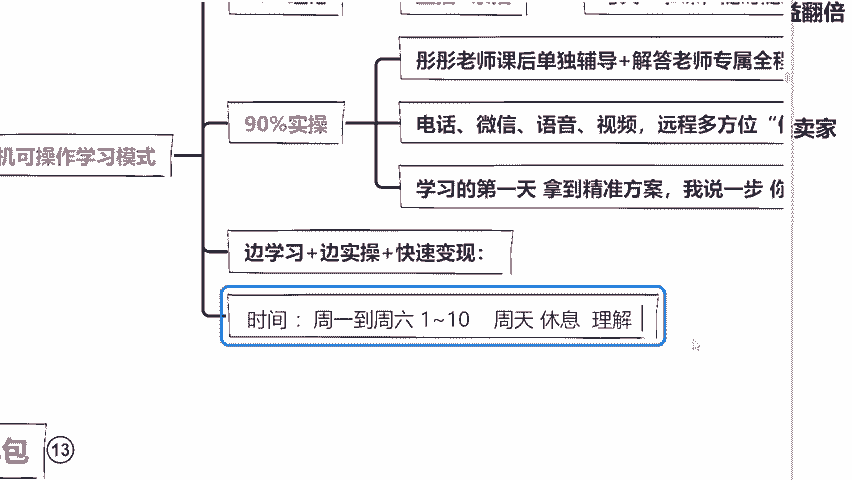 益翻倍
彤彤老师课后单独辅导+解答老师专属全程
90%实操
电话、微信、语音、视频，远程多方位“
卖家
机可操作学习模式
学习的第一天 拿到精准方案，我说一步 你
边学习+边实操+快速变现：
时间 ：周一到周六 1~10 周天 休息 理解
包
13